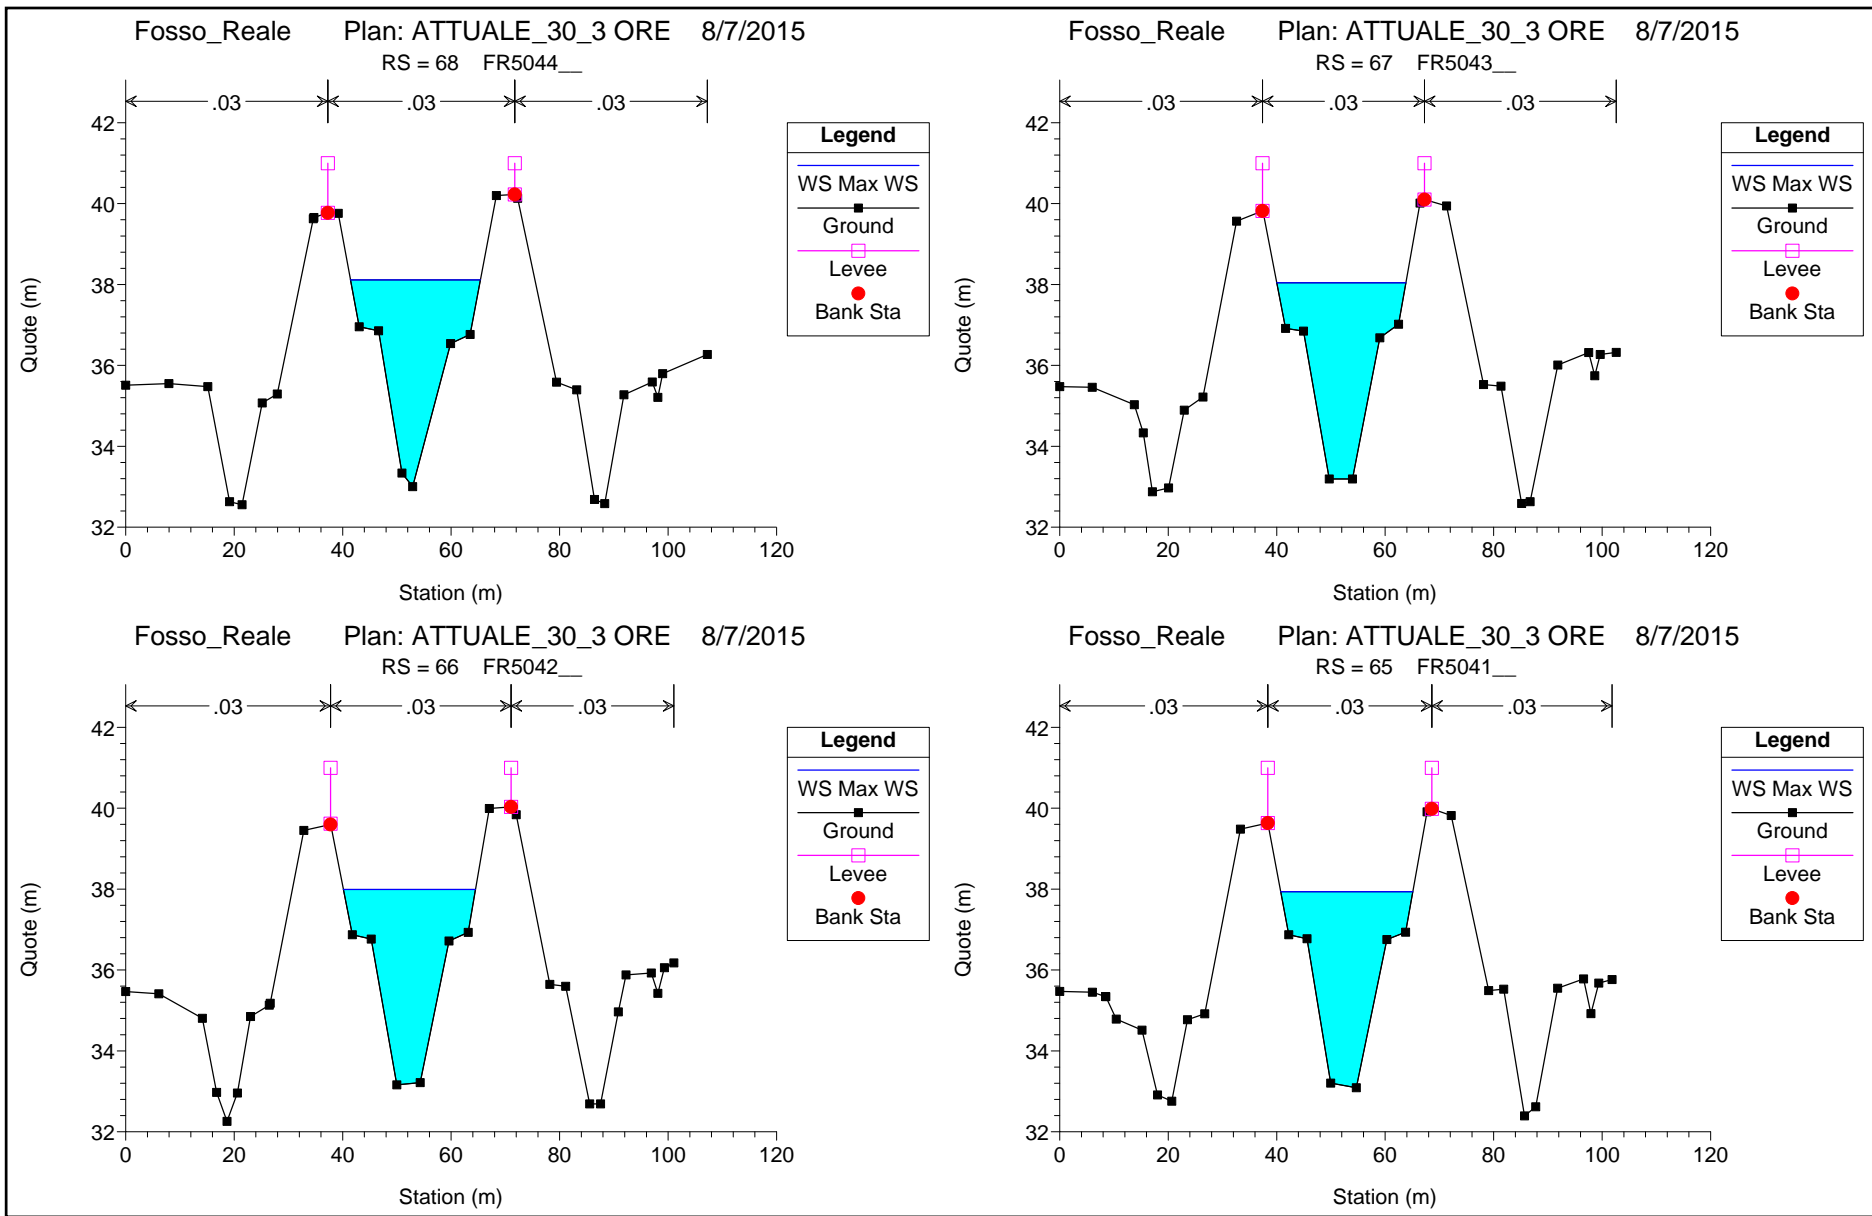 Fosso_Reale Plan: ATTUALE_30_3 ORE 8/7/2015
RS = 68 FR5044__
.03 .03 .03
42
40
38
36
34
32
Quote (m)
0 20 40 60 80 100 120
Station (m)
Legend
WS Max WS
Ground
Levee
Bank Sta
Fosso_Reale Plan: ATTUALE_30_3 ORE 8/7/2015
RS = 67 FR5043__
.03 .03 .03
42
40
38
36
34
32
Quote (m)
0 20 40 60 80 100 120
Station (m)
Legend
WS Max WS
Ground
Levee
Bank Sta
Fosso_Reale Plan: ATTUALE_30_3 ORE 8/7/2015
RS = 66 FR5042__
.03 .03 .03
42
40
38
36
34
32
Quote (m)
0 20 40 60 80 100 120
Station (m)
Legend
WS Max WS
Ground
Levee
Bank Sta
Fosso_Reale Plan: ATTUALE_30_3 ORE 8/7/2015
RS = 65 FR5041__
.03 .03 .03
42
40
38
36
34
32
Quote (m)
0 20 40 60 80 100 120
Station (m)
Legend
WS Max WS
Ground
Levee
Bank Sta